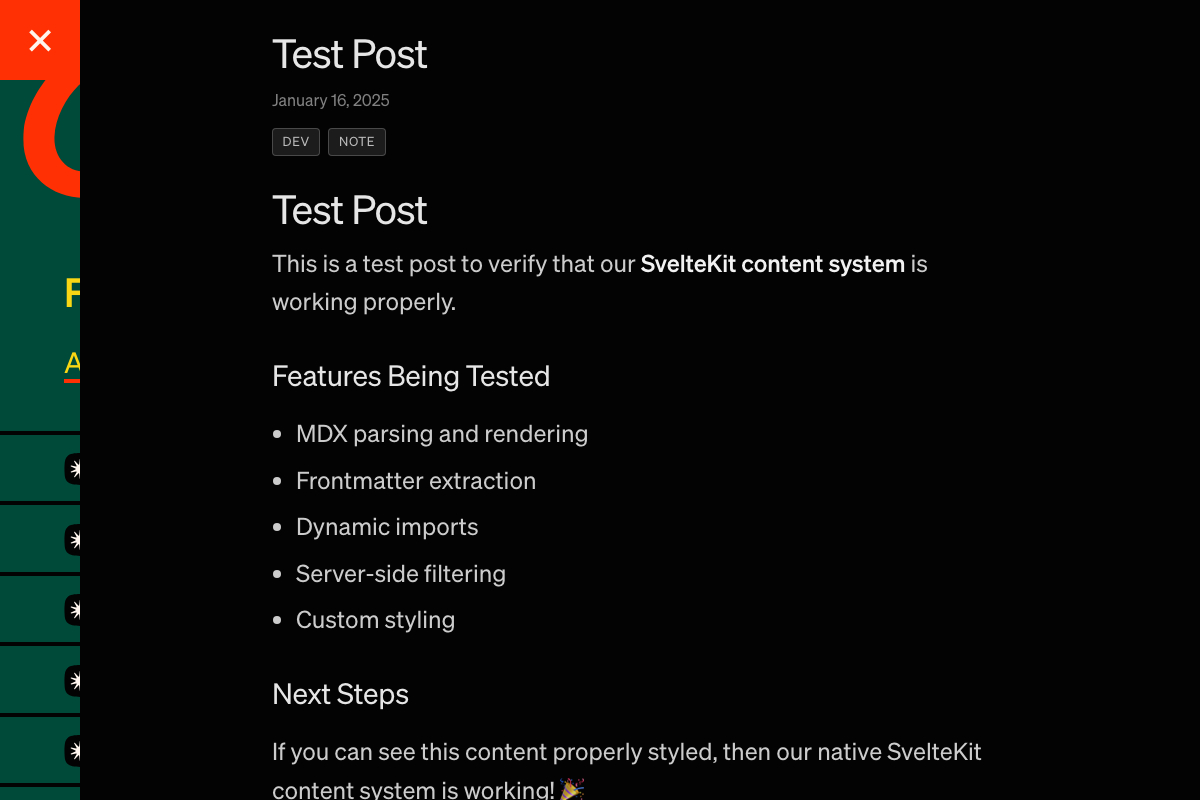 Test Post
January 16, 2025
DEV NOTE
Test Post
This is a test post to verify that our SvelteKit content system is
working properly.
Features Being Tested
• MDX parsing and rendering
• Frontmatter extraction
• Dynamic imports
• Server-side filtering
• Custom styling
Next Steps
If you can see this content properly styled, then our native SvelteKit
content system is working! 🎉
F
A